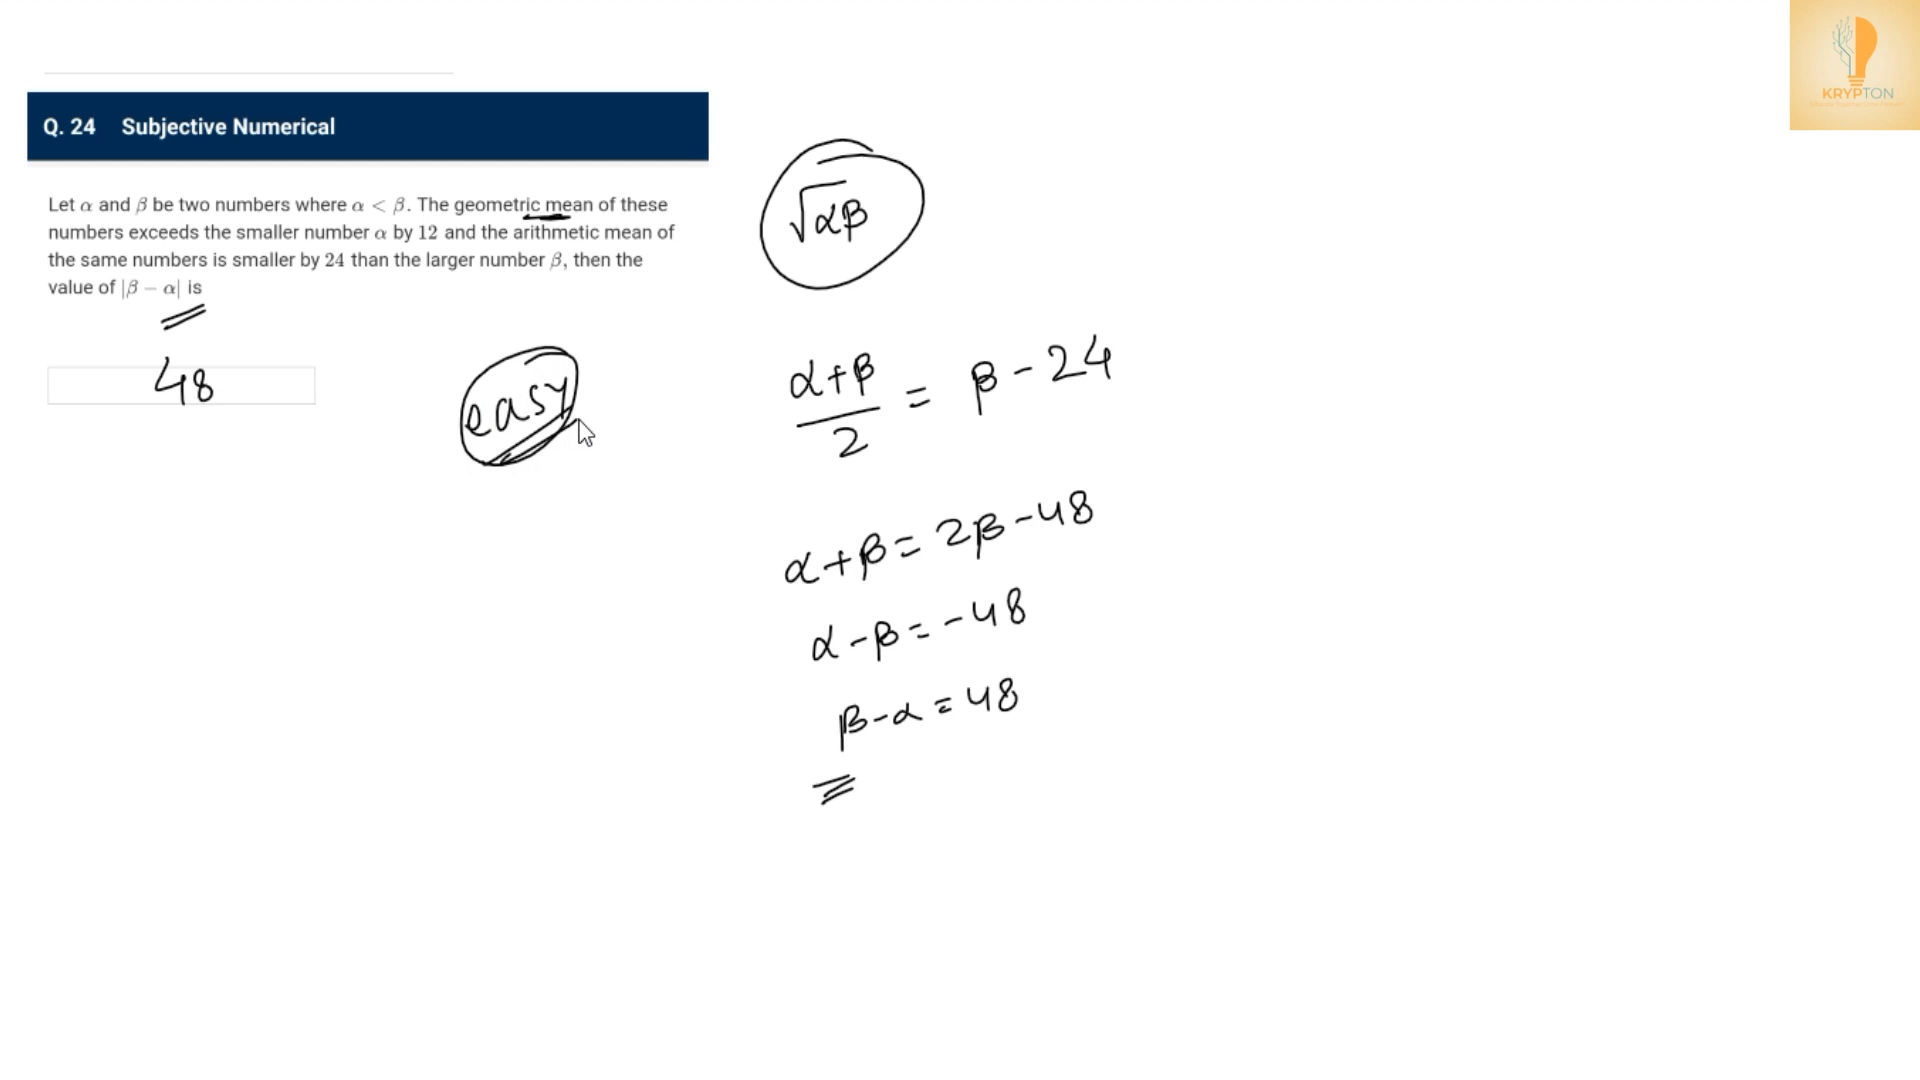 Q. 24 Subjective Numerical
Let α and β be two numbers where α < β. The geometric mean of these
numbers exceeds the smaller number α by 12 and the arithmetic mean of
the same numbers is smaller by 24 than the larger number β, then the
value of |β − α| is
48
easy
√αβ
α+β/2 = β-24
α+β=2β-48
α-β=-48
β-α=48
KRYPTON